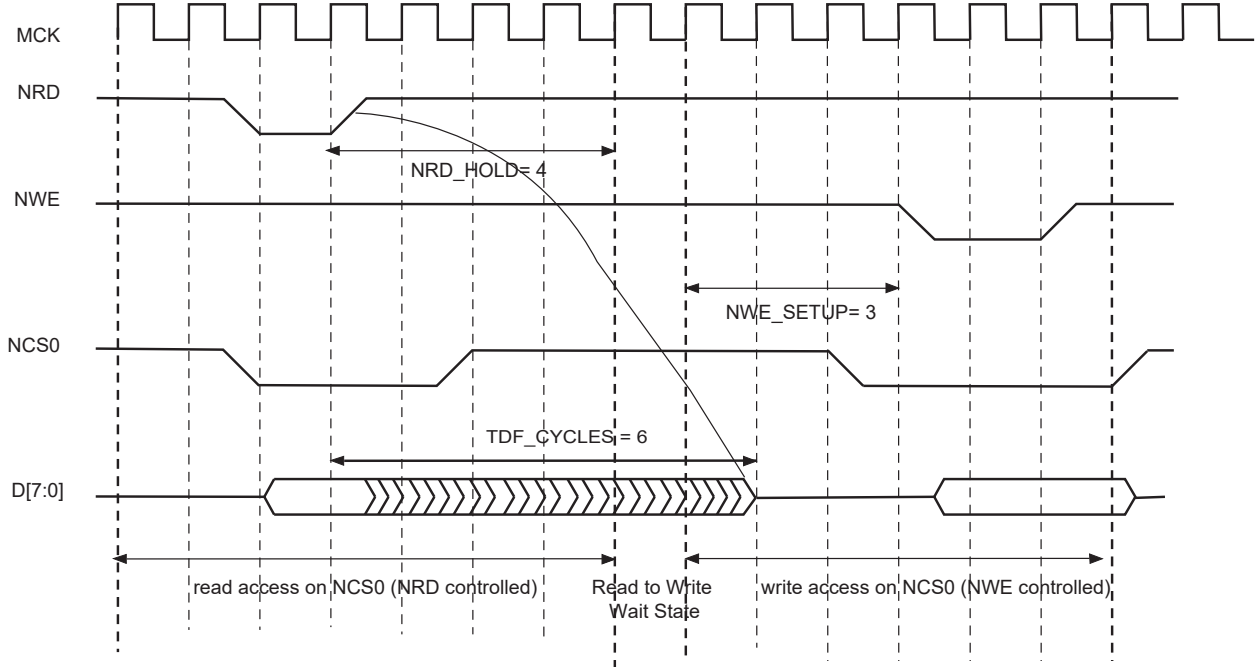 MCK
NRD
NRD_HOLD= 4
NWE
NWE_SETUP= 3
NCS0
TDF_CYCLES = 6
D[7:0]
read access on NCS0 (NRD controlled)
Read to Write
Wait State
write access on NCS0 (NWE controlled)